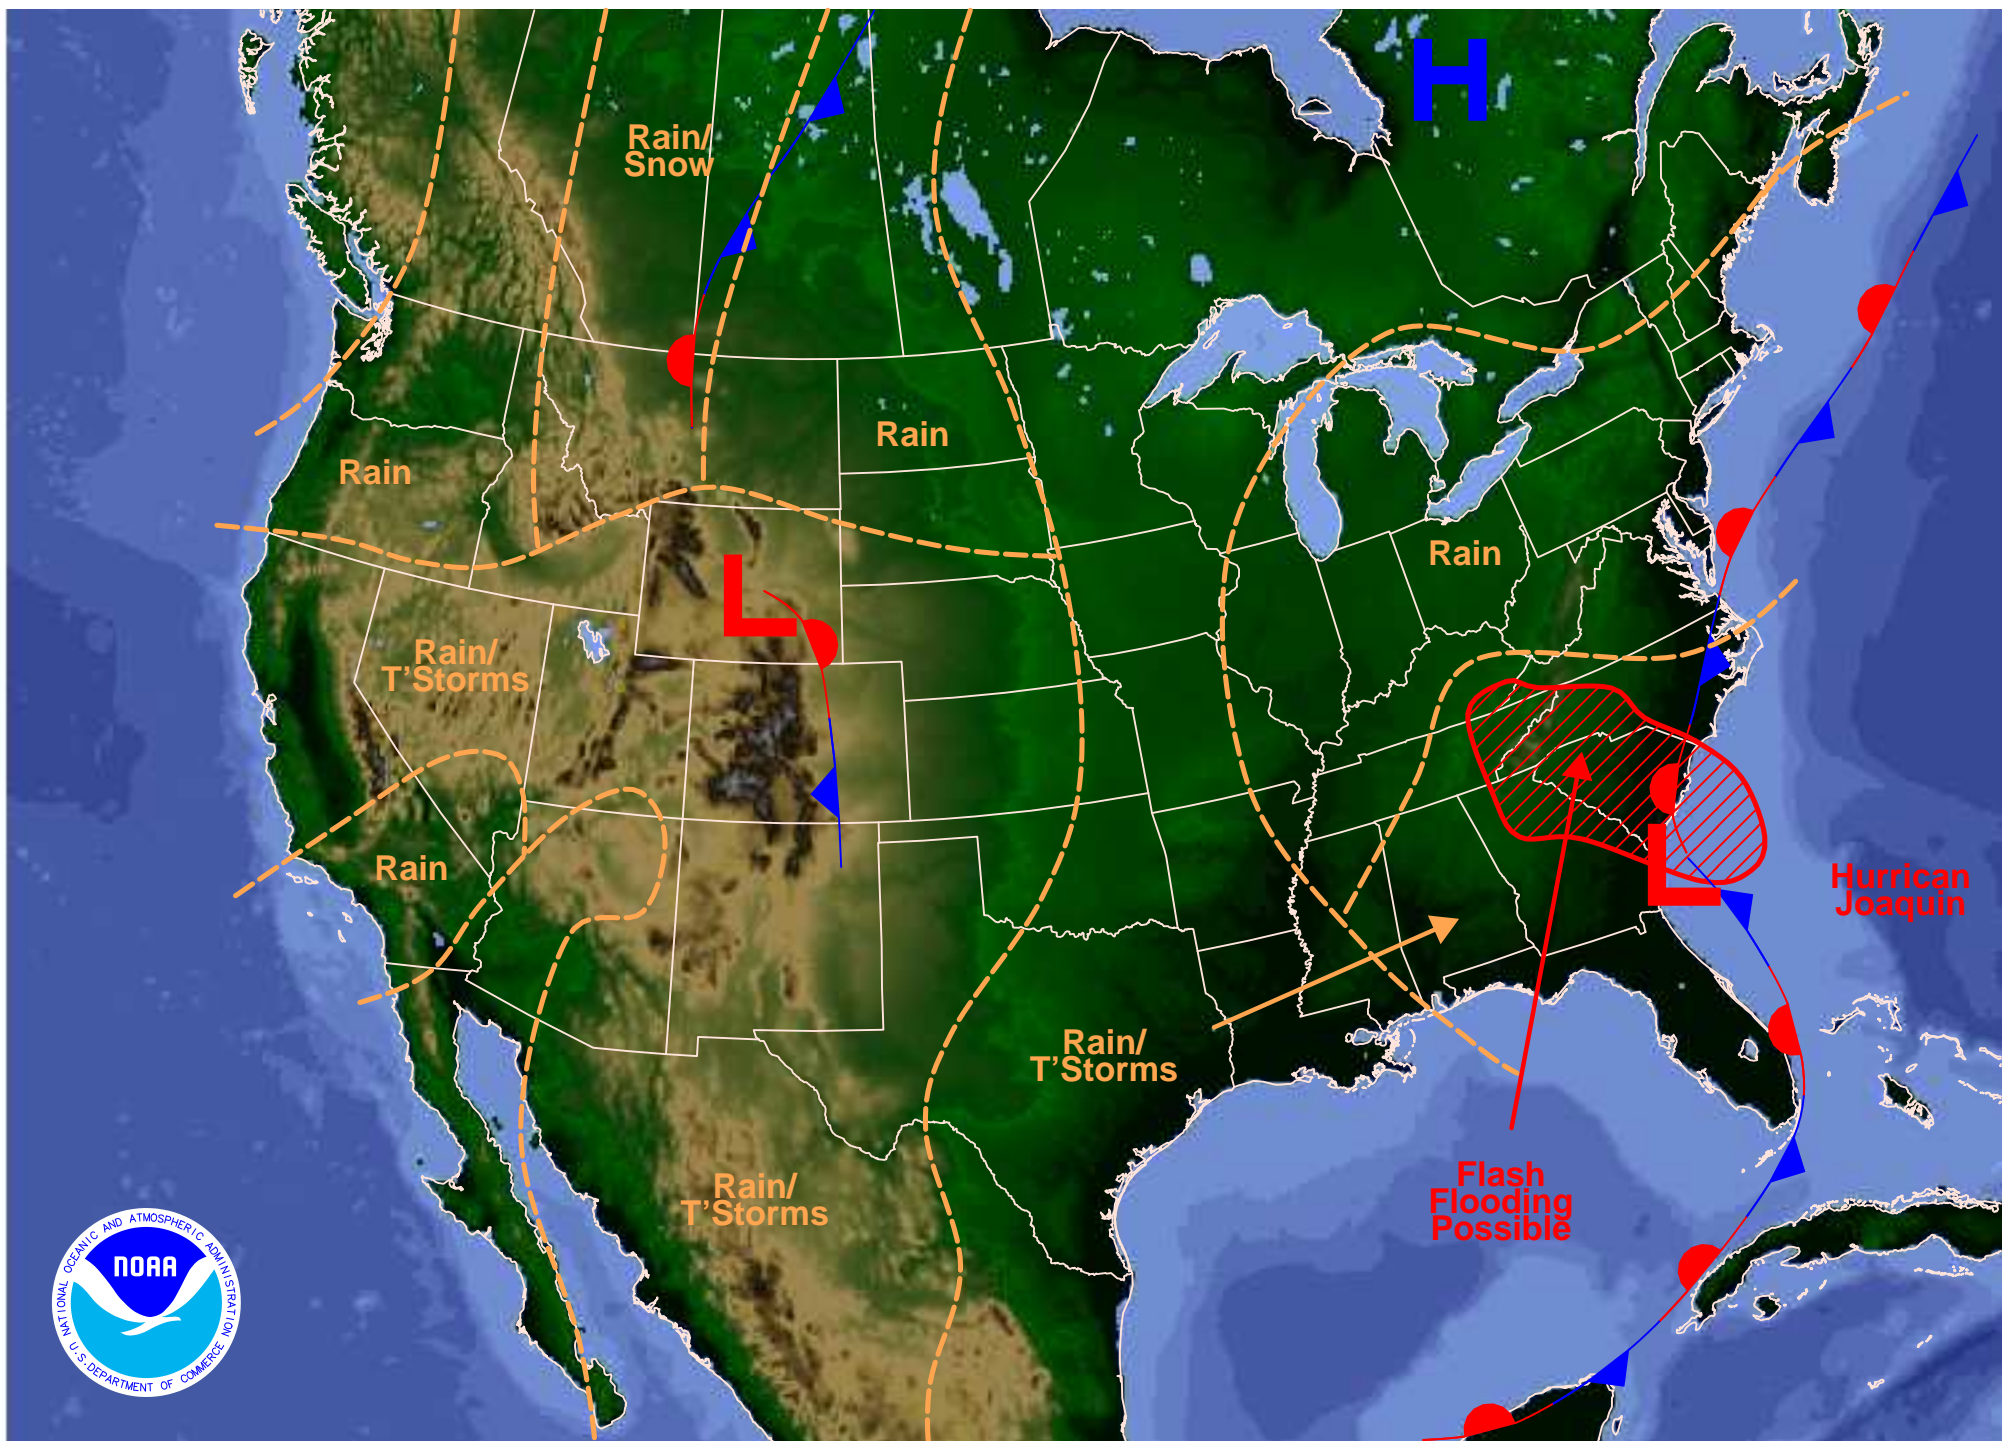 H
Rain/
Snow
Rain
Rain
Rain
L
Rain/
T'Storms
Rain
L
Hurrican
Joaquin
Rain/
T'Storms
Rain/
T'Storms
Flash
Flooding
Possible
NATIONAL OCEANIC AND ATMOSPHERIC ADMINISTRATION
NOAA
U.S. DEPARTMENT OF COMMERCE